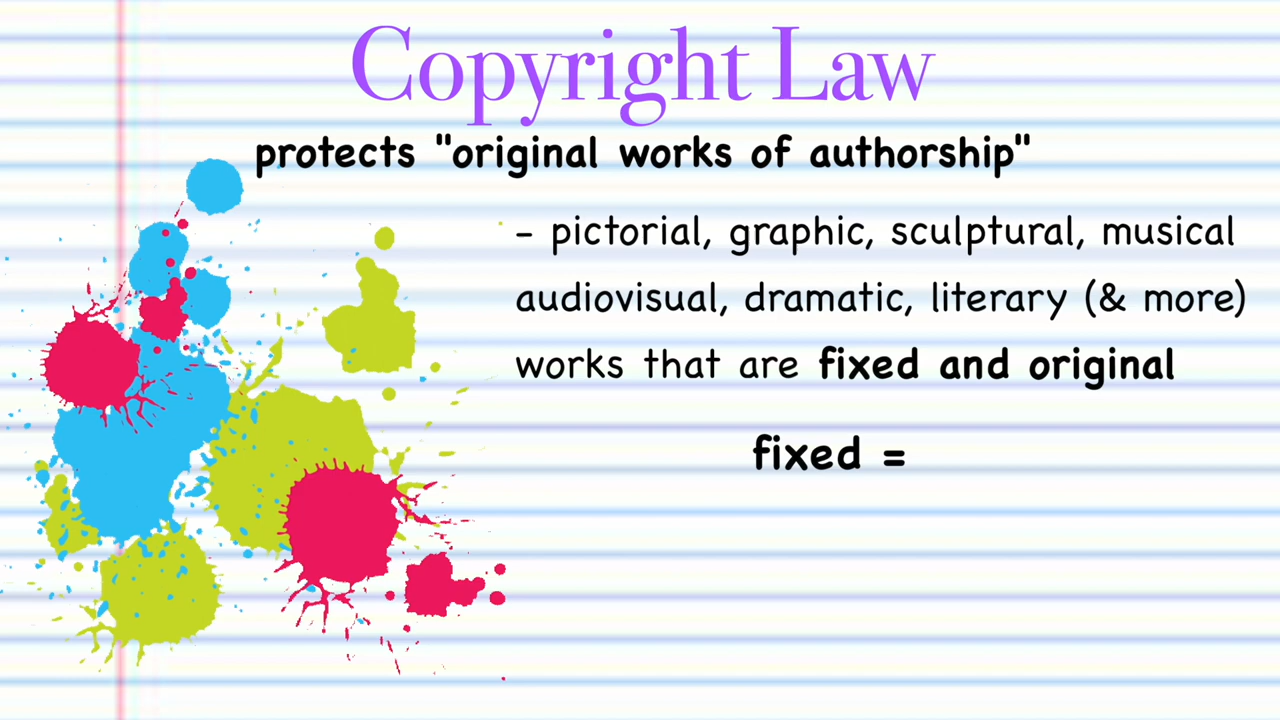 Copyright Law
protects "original works of authorship"
- pictorial, graphic, sculptural, musical
audiovisual, dramatic, literary (& more)
works that are fixed and original
fixed =